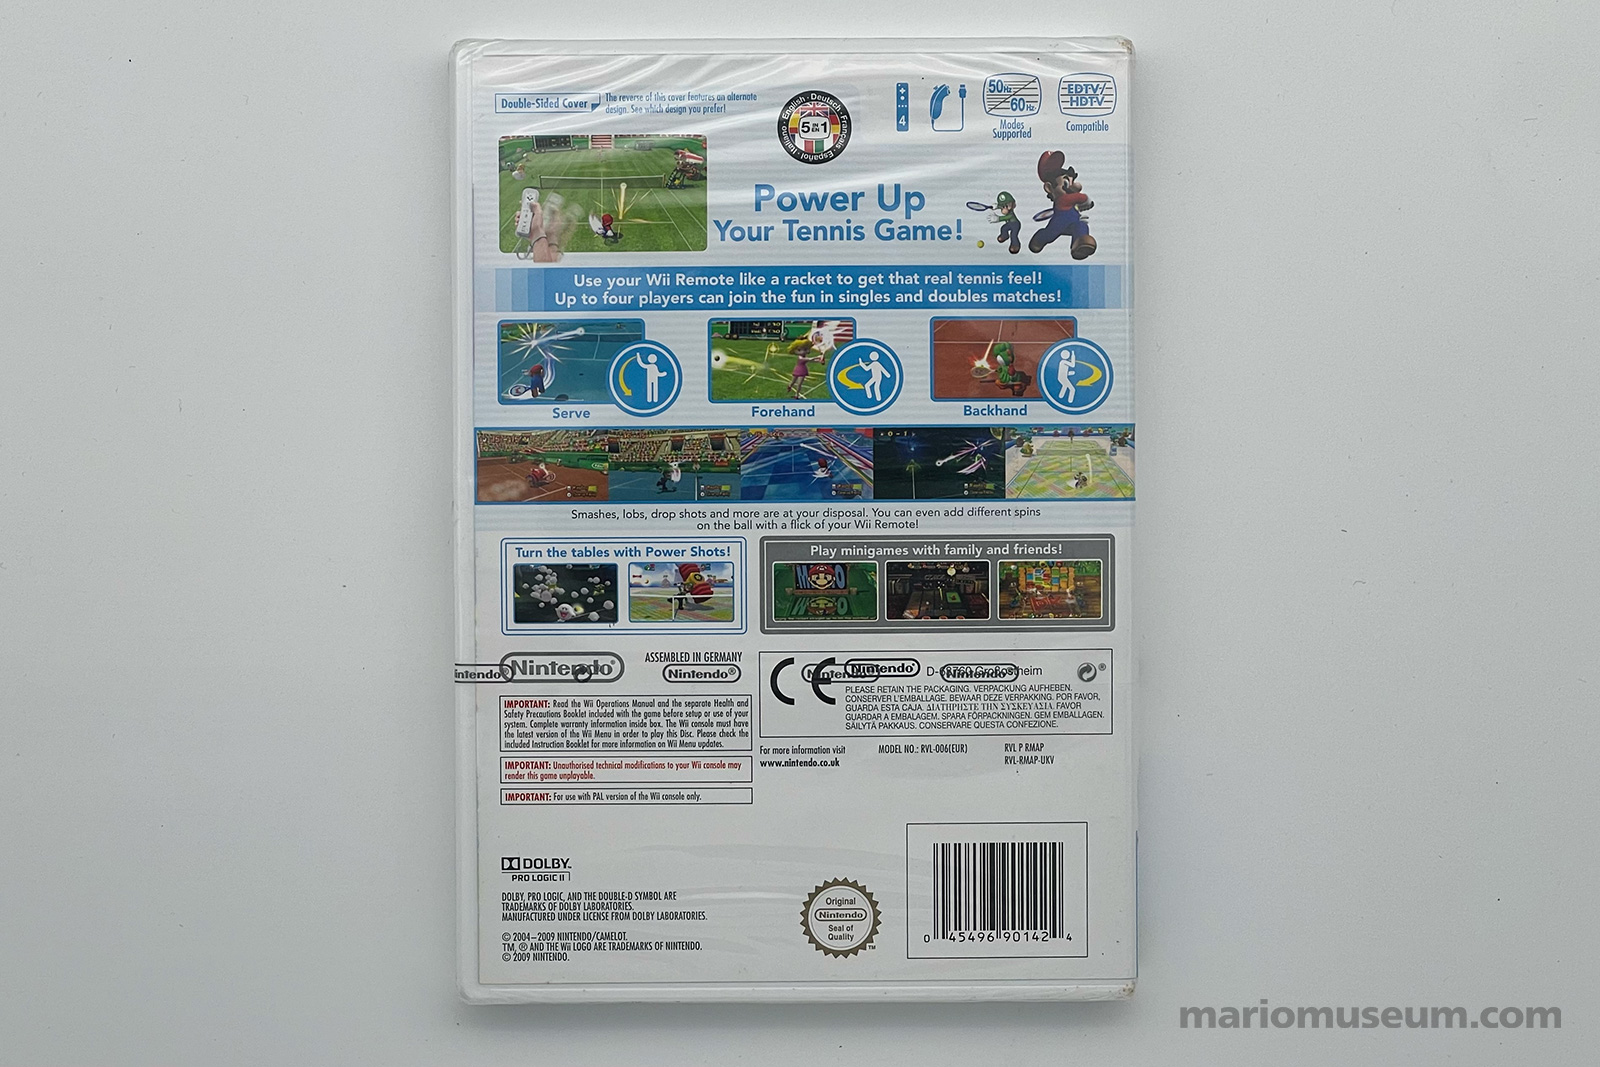 Double-Sided Cover
The reverse of this cover features an alternate
design. See which design you prefer!
English · Deutsch · Français · Español · Italiano
5 IN EN 1
4
50Hz
60Hz
Modes
Supported
EDTV/
HDTV
Compatible
Power Up
Your Tennis Game!
Use your Wii Remote like a racket to get that real tennis feel!
Up to four players can join the fun in singles and doubles matches!
Serve
Forehand
Backhand
Smashes, lobs, drop shots and more are at your disposal. You can even add different spins
on the ball with a flick of your Wii Remote!
Turn the tables with Power Shots!
Play minigames with family and friends!
Nintendo®
Nintendo
ASSEMBLED IN GERMANY
Nintendo®
CE
Nintendo®
Nintendo®
Nintendo®
D-63760 Großostheim
PLEASE RETAIN THE PACKAGING. VERPACKUNG AUFHEBEN.
CONSERVER L'EMBALLAGE. BEWAAR DEZE VERPAKKING. POR FAVOR,
GUARDA ESTA CAJA. ΔΙΑΤΗΡΗΣΤΕ ΤΗΝ ΣΥΣΚΕΥΑΣΙΑ. FAVOR
GUARDAR A EMBALAGEM. SPARA FÖRPACKNINGEN. GEM EMBALLAGEN.
SÄILYTÄ PAKKAUS. CONSERVARE QUESTA CONFEZIONE.
IMPORTANT: Read the Wii Operations Manual and the separate Health and
Safety Precautions Booklet included with the game before setup or use of your
system. Complete warranty information inside box. The Wii console must have
the latest version of the Wii Menu in order to play this Disc. Please check the
included Instruction Booklet for more information on Wii Menu updates.
IMPORTANT: Unauthorised technical modifications to your Wii console may
render this game unplayable.
IMPORTANT: For use with PAL version of the Wii console only.
For more information visit
www.nintendo.co.uk
MODEL NO.: RVL-006(EUR)
RVL P RMAP
RVL-RMAP-UKV
DOLBY
PRO LOGIC II
DOLBY, PRO LOGIC, AND THE DOUBLE-D SYMBOL ARE
TRADEMARKS OF DOLBY LABORATORIES.
MANUFACTURED UNDER LICENSE FROM DOLBY LABORATORIES.
© 2004–2009 NINTENDO/CAMELOT.
TM, ® AND THE Wii LOGO ARE TRADEMARKS OF NINTENDO.
© 2009 NINTENDO.
Original
Nintendo
Seal of
Quality
TM
0 45496 90142 4
mariomuseum.com